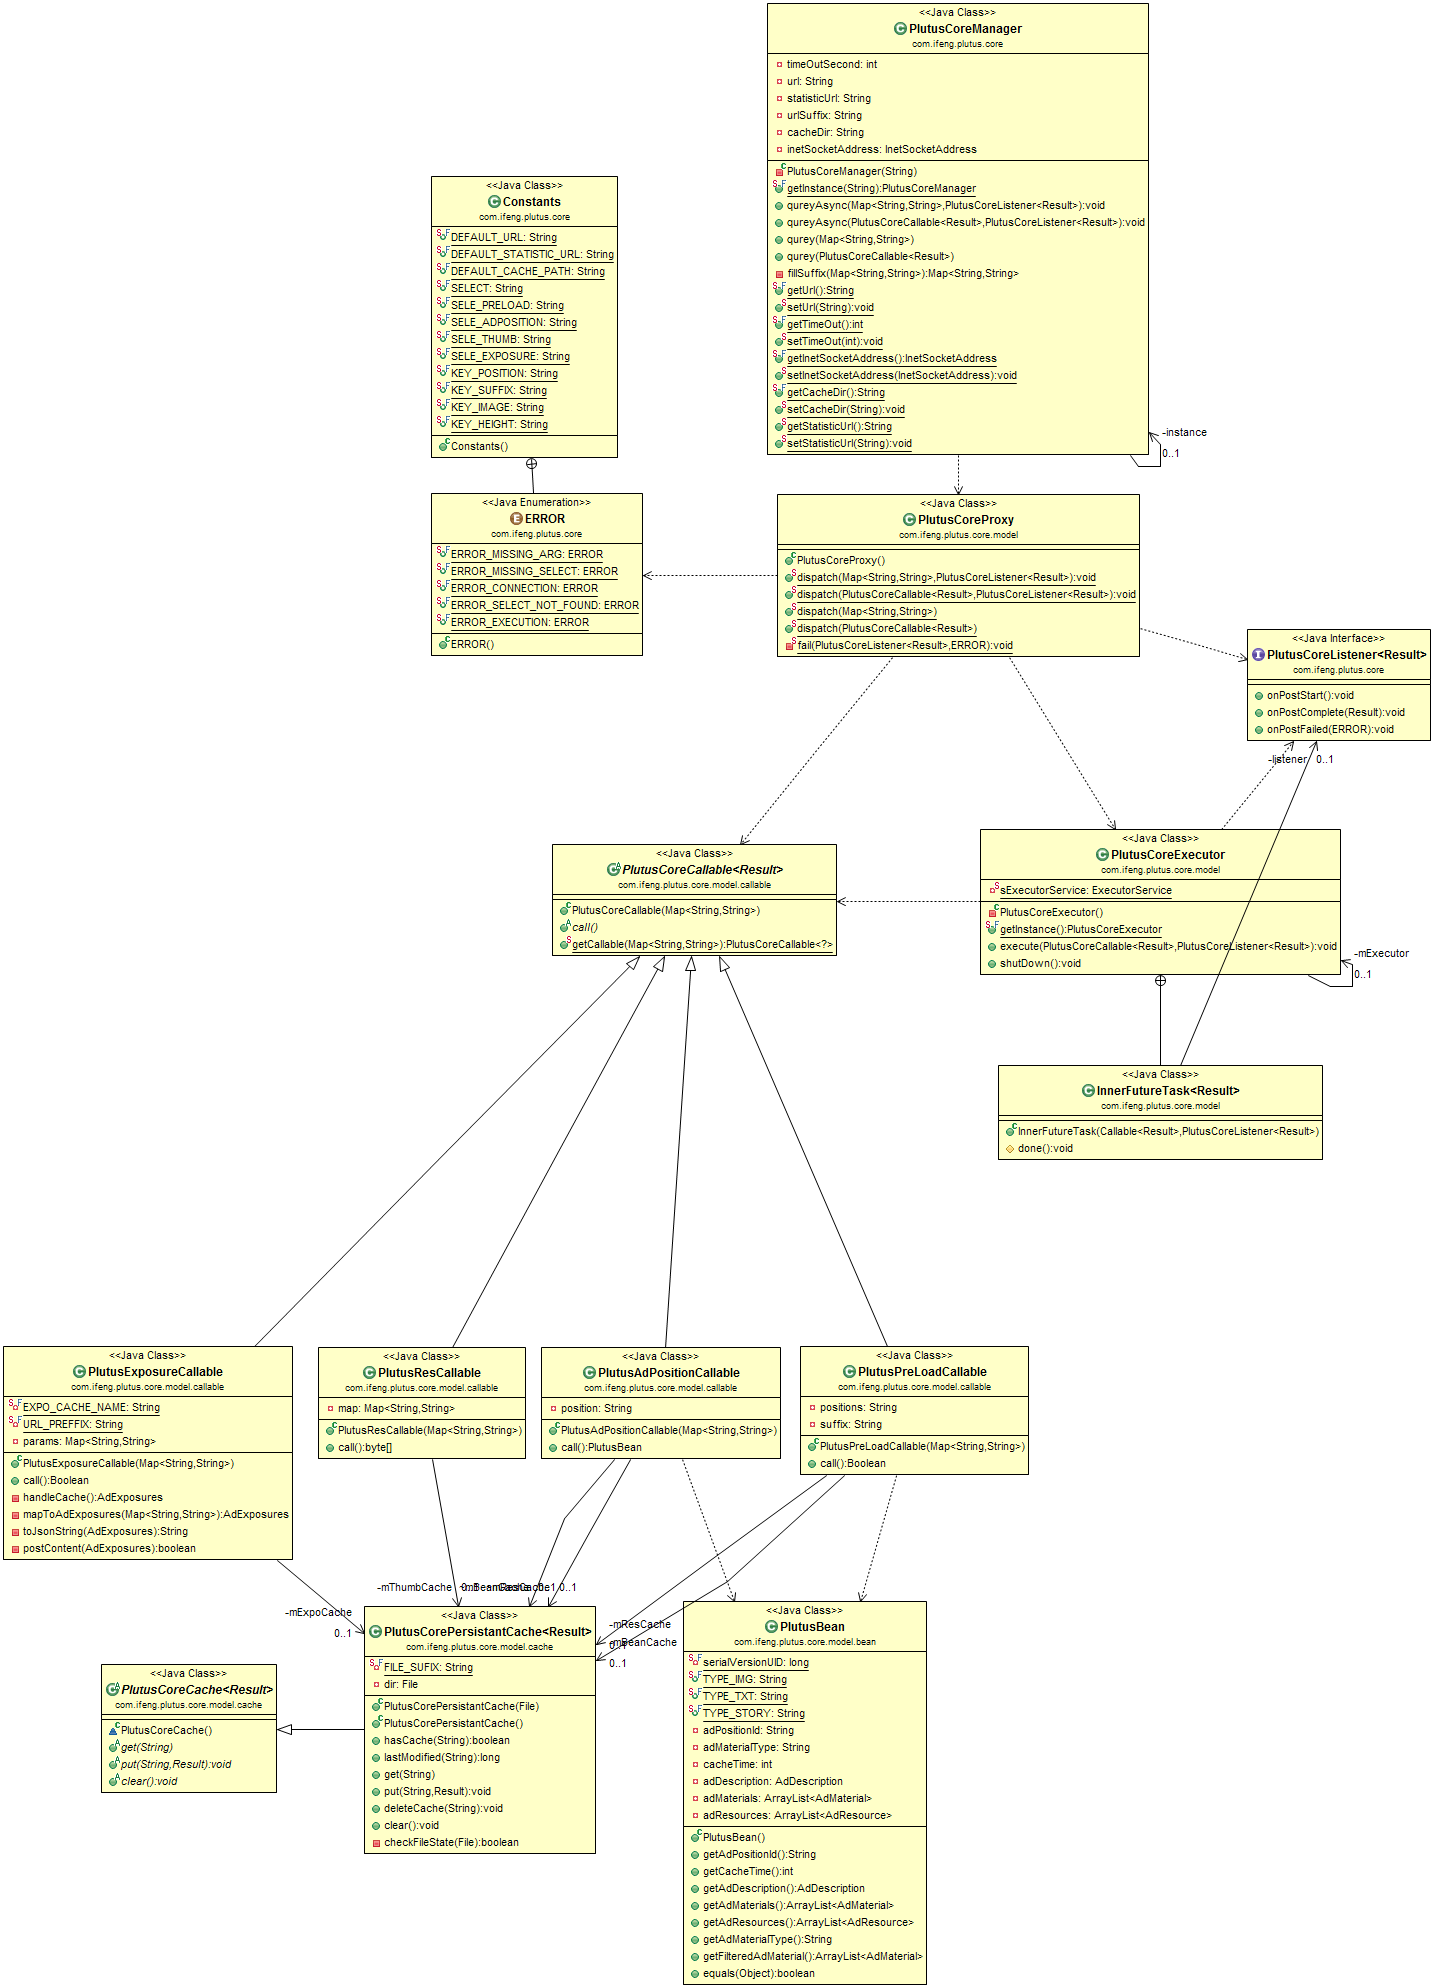 <<Java Class>>
PlutusCoreManager
com.ifeng.plutus.core
timeOutSecond: int
url: String
statisticUrl: String
urlSuffix: String
cacheDir: String
inetSocketAddress: InetSocketAddress
PlutusCoreManager(String)
getInstance(String):PlutusCoreManager
qureyAsync(Map<String,String>,PlutusCoreListener<Result>):void
qureyAsync(PlutusCoreCallable<Result>,PlutusCoreListener<Result>):void
qurey(Map<String,String>)
qurey(PlutusCoreCallable<Result>)
fillSuffix(Map<String,String>):Map<String,String>
getUrl():String
setUrl(String):void
getTimeOut():int
setTimeOut(int):void
getInetSocketAddress():InetSocketAddress
setInetSocketAddress(InetSocketAddress):void
getCacheDir():String
setCacheDir(String):void
getStatisticUrl():String
setStatisticUrl(String):void
-instance
0..1
<<Java Class>>
Constants
com.ifeng.plutus.core
DEFAULT_URL: String
DEFAULT_STATISTIC_URL: String
DEFAULT_CACHE_PATH: String
SELECT: String
SELE_PRELOAD: String
SELE_ADPOSITION: String
SELE_THUMB: String
SELE_EXPOSURE: String
KEY_POSITION: String
KEY_SUFFIX: String
KEY_IMAGE: String
KEY_HEIGHT: String
Constants()
<<Java Enumeration>>
ERROR
com.ifeng.plutus.core
ERROR_MISSING_ARG: ERROR
ERROR_MISSING_SELECT: ERROR
ERROR_CONNECTION: ERROR
ERROR_SELECT_NOT_FOUND: ERROR
ERROR_EXECUTION: ERROR
ERROR()
<<Java Class>>
PlutusCoreProxy
com.ifeng.plutus.core.model
PlutusCoreProxy()
dispatch(Map<String,String>,PlutusCoreListener<Result>):void
dispatch(PlutusCoreCallable<Result>,PlutusCoreListener<Result>):void
dispatch(Map<String,String>)
dispatch(PlutusCoreCallable<Result>)
fail(PlutusCoreListener<Result>,ERROR):void
<<Java Interface>>
PlutusCoreListener<Result>
com.ifeng.plutus.core
onPostStart():void
onPostComplete(Result):void
onPostFailed(ERROR):void
-listener
0..1
<<Java Class>>
PlutusCoreCallable<Result>
com.ifeng.plutus.core.model.callable
PlutusCoreCallable(Map<String,String>)
call()
getCallable(Map<String,String>):PlutusCoreCallable<?>
<<Java Class>>
PlutusCoreExecutor
com.ifeng.plutus.core.model
sExecutorService: ExecutorService
PlutusCoreExecutor()
getInstance():PlutusCoreExecutor
execute(PlutusCoreCallable<Result>,PlutusCoreListener<Result>):void
shutDown():void
-mExecutor
0..1
<<Java Class>>
InnerFutureTask<Result>
com.ifeng.plutus.core.model
InnerFutureTask(Callable<Result>,PlutusCoreListener<Result>)
done():void
<<Java Class>>
PlutusExposureCallable
com.ifeng.plutus.core.model.callable
EXPO_CACHE_NAME: String
URL_PREFFIX: String
params: Map<String,String>
PlutusExposureCallable(Map<String,String>)
call():Boolean
handleCache():AdExposures
mapToAdExposures(Map<String,String>):AdExposures
toJsonString(AdExposures):String
postContent(AdExposures):boolean
<<Java Class>>
PlutusResCallable
com.ifeng.plutus.core.model.callable
map: Map<String,String>
PlutusResCallable(Map<String,String>)
call():byte[]
<<Java Class>>
PlutusAdPositionCallable
com.ifeng.plutus.core.model.callable
position: String
PlutusAdPositionCallable(Map<String,String>)
call():PlutusBean
<<Java Class>>
PlutusPreLoadCallable
com.ifeng.plutus.core.model.callable
positions: String
suffix: String
PlutusPreLoadCallable(Map<String,String>)
call():Boolean
-mThumbCache 0..1
-mBeanCache 0..1
-mResCache 0..1
-mExpoCache
0..1
-mResCache
0..1
-mBeanCache
0..1
<<Java Class>>
PlutusCorePersistantCache<Result>
com.ifeng.plutus.core.model.cache
FILE_SUFIX: String
dir: File
PlutusCorePersistantCache(File)
PlutusCorePersistantCache()
hasCache(String):boolean
lastModified(String):long
get(String)
put(String,Result):void
deleteCache(String):void
clear():void
checkFileState(File):boolean
<<Java Class>>
PlutusCoreCache<Result>
com.ifeng.plutus.core.model.cache
PlutusCoreCache()
get(String)
put(String,Result):void
clear():void
<<Java Class>>
PlutusBean
com.ifeng.plutus.core.model.bean
serialVersionUID: long
TYPE_IMG: String
TYPE_TXT: String
TYPE_STORY: String
adPositionId: String
adMaterialType: String
cacheTime: int
adDescription: AdDescription
adMaterials: ArrayList<AdMaterial>
adResources: ArrayList<AdResource>
PlutusBean()
getAdPositionId():String
getCacheTime():int
getAdDescription():AdDescription
getAdMaterials():ArrayList<AdMaterial>
getAdResources():ArrayList<AdResource>
getAdMaterialType():String
getFilteredAdMaterial():ArrayList<AdMaterial>
equals(Object):boolean